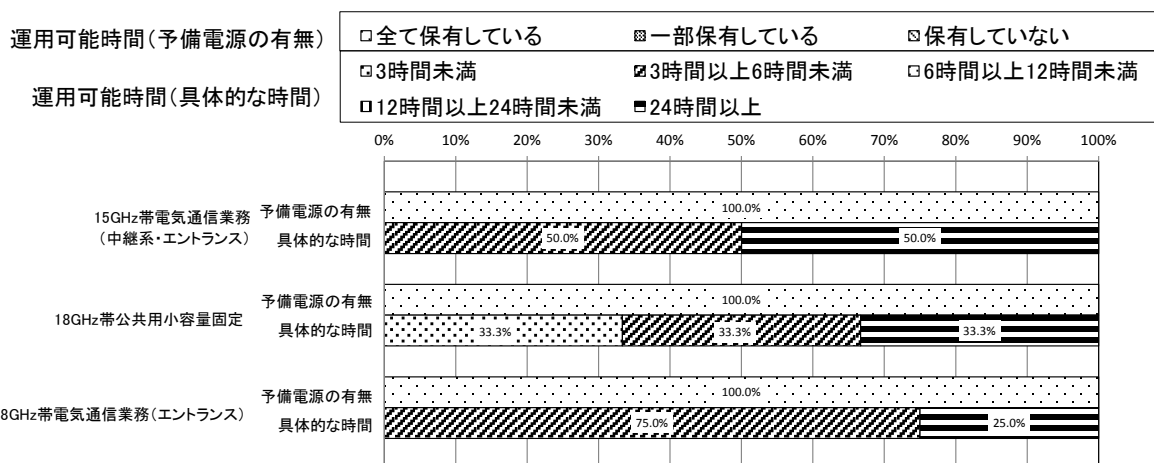 運用可能時間(予備電源の有無)
全て保有している 一部保有している 保有していない
運用可能時間(具体的な時間)
3時間未満 3時間以上6時間未満 6時間以上12時間未満
12時間以上24時間未満 24時間以上
0% 10% 20% 30% 40% 50% 60% 70% 80% 90% 100%
15GHz帯電気通信業務
(中継系・エントランス)
予備電源の有無
100.0%
具体的な時間
50.0% 50.0%
18GHz帯公共用小容量固定
予備電源の有無
100.0%
具体的な時間
33.3% 33.3% 33.3%
8GHz帯電気通信業務(エントランス)
予備電源の有無
100.0%
具体的な時間
75.0% 25.0%